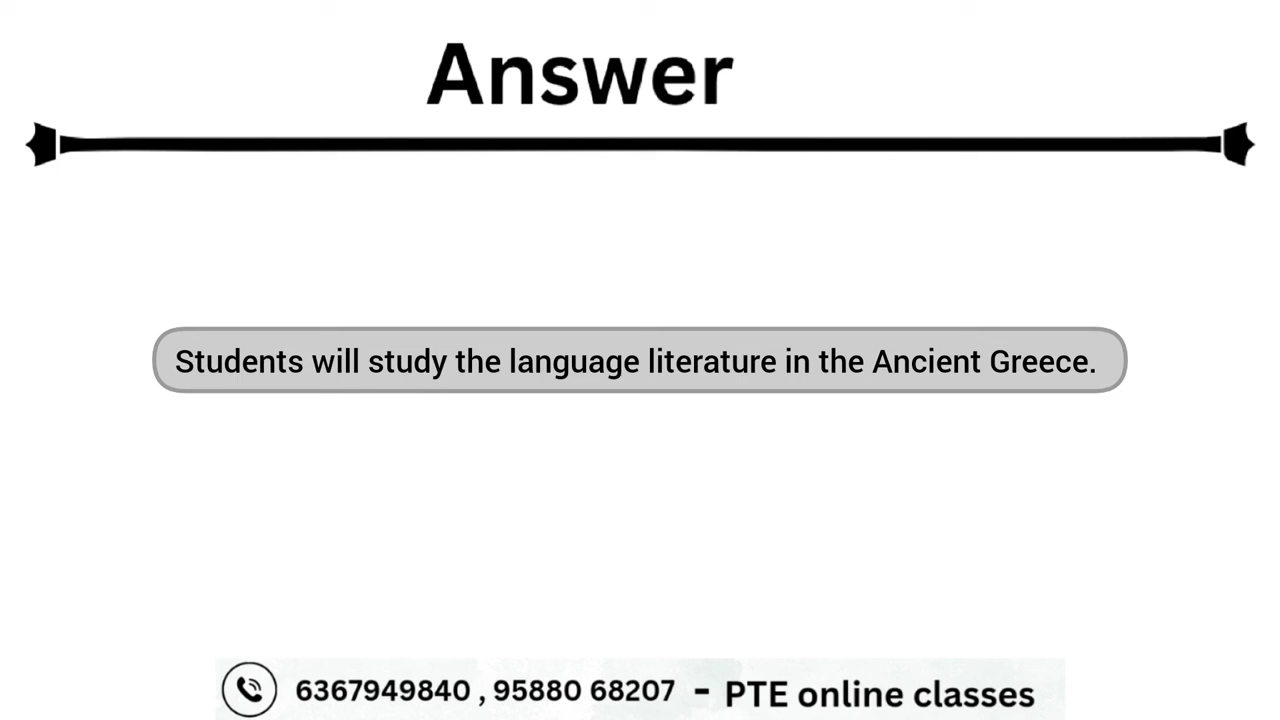 Answer
Students will study the language literature in the Ancient Greece.
6367949840 , 95880 68207 - PTE online classes